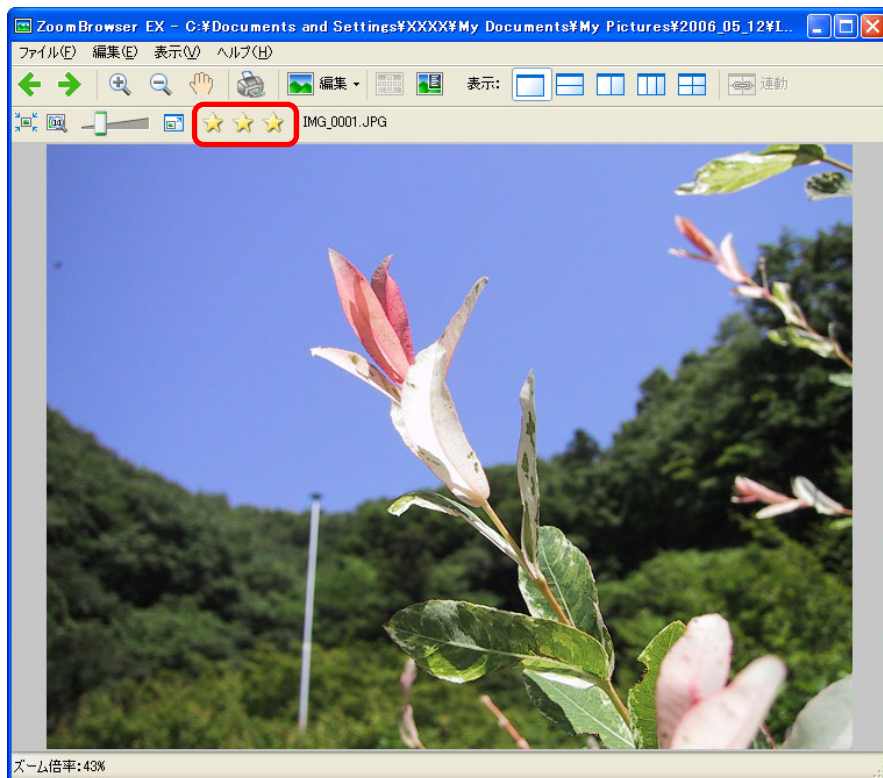 ZoomBrowser EX - C:¥Documents and Settings¥XXXX¥My Documents¥My Pictures¥2006_05_12¥L..
ファイル(F) 編集(E) 表示(V) ヘルプ(H)
編集 表示: 連動
IMG_0001.JPG
ズーム倍率:43%